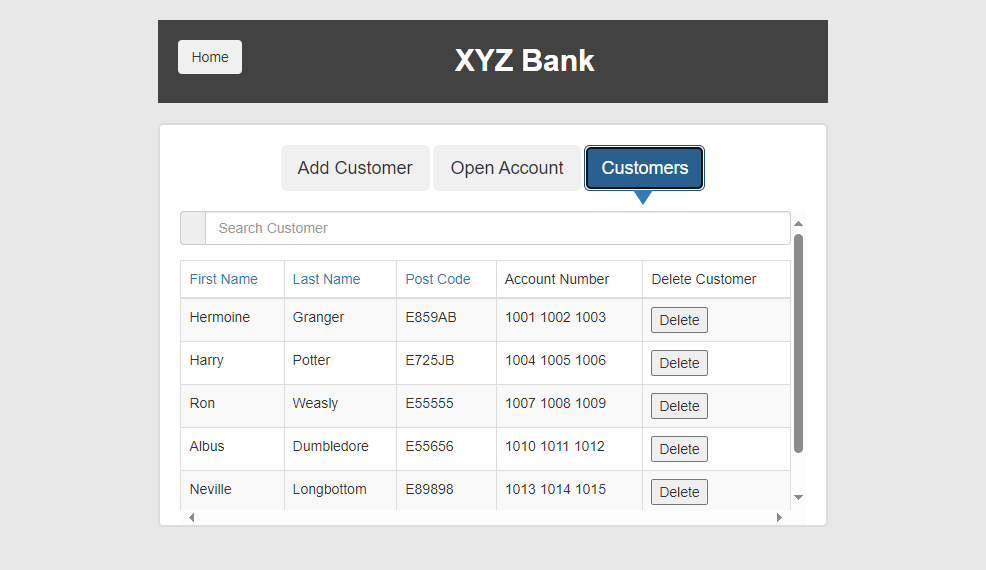 Home
XYZ Bank
Add Customer Open Account Customers
Search Customer
First Name Last Name Post Code Account Number Delete Customer
Hermoine Granger E859AB 1001 1002 1003 Delete
Harry Potter E725JB 1004 1005 1006 Delete
Ron Weasly E55555 1007 1008 1009 Delete
Albus Dumbledore E55656 1010 1011 1012 Delete
Neville Longbottom E89898 1013 1014 1015 Delete